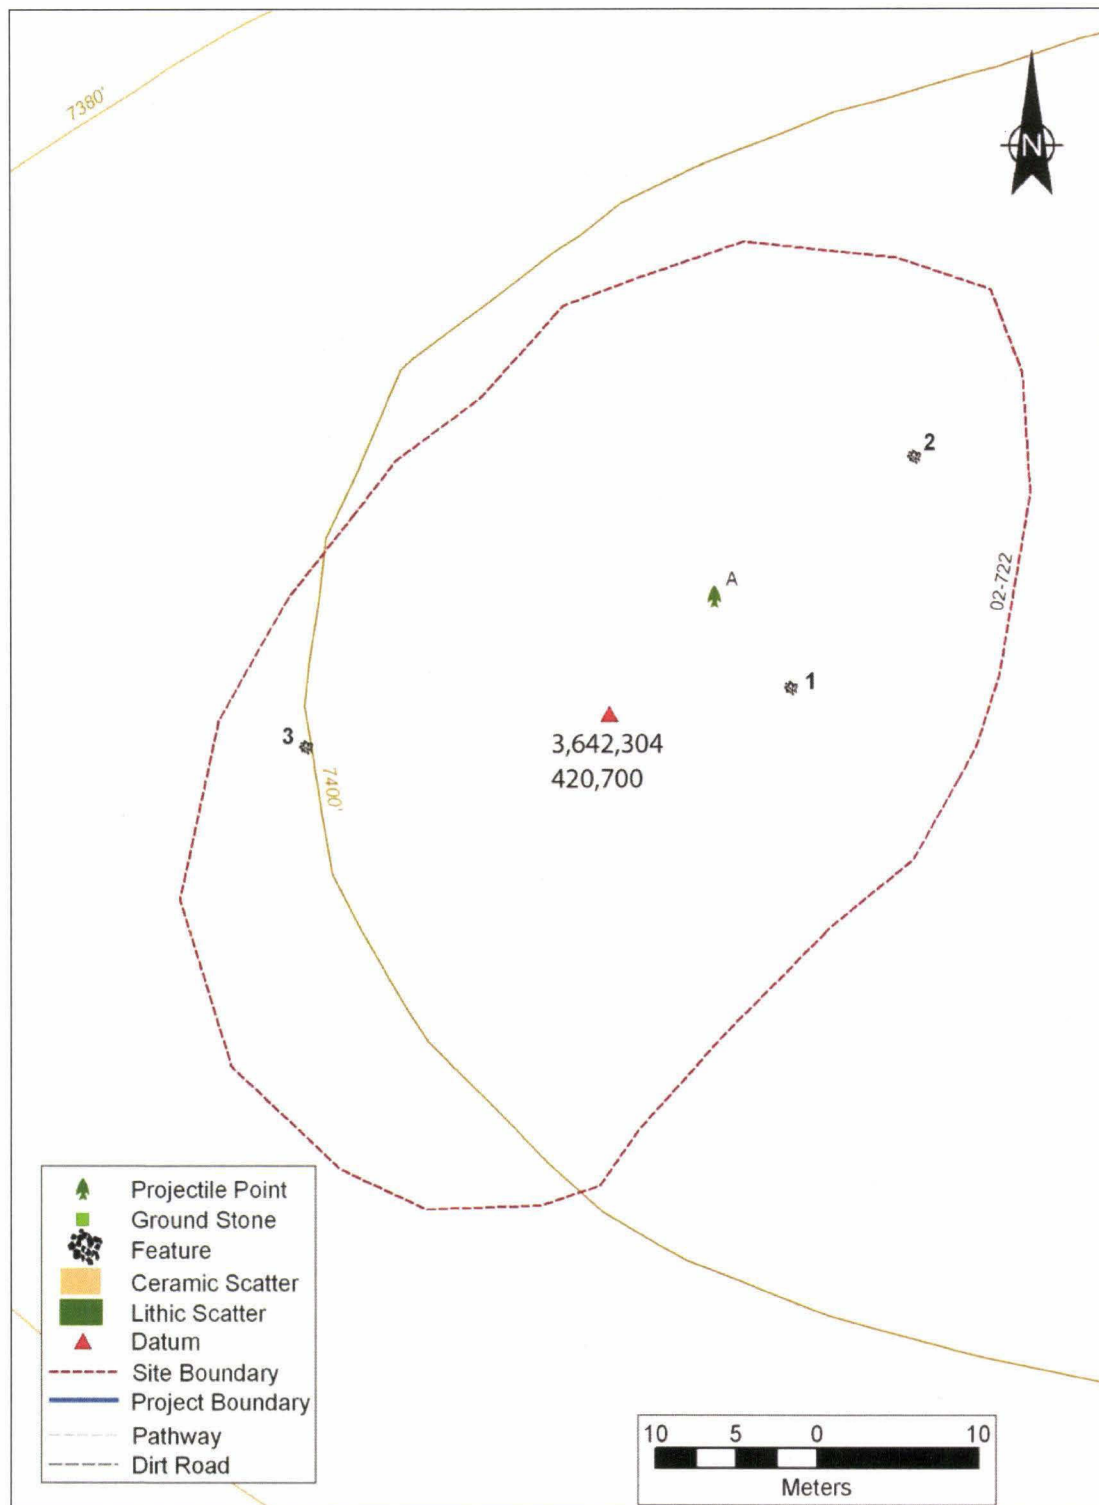 7380'
N
2
A
02-722
1
3
3,642,304
420,700
7400'
Projectile Point
Ground Stone
Feature
Ceramic Scatter
Lithic Scatter
Datum
Site Boundary
Project Boundary
Pathway
Dirt Road
10 5 0 10
Meters